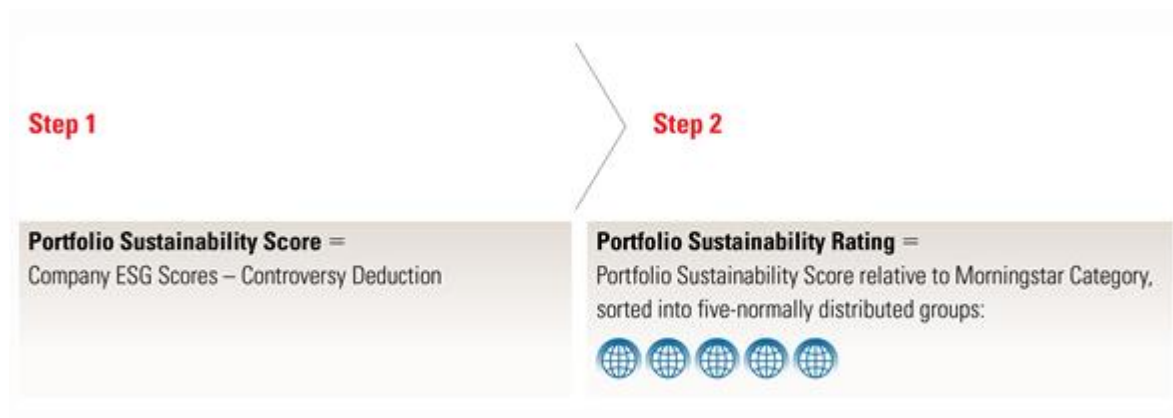 Step 1
Step 2
Portfolio Sustainability Score =
Company ESG Scores – Controversy Deduction
Portfolio Sustainability Rating =
Portfolio Sustainability Score relative to Morningstar Category,
sorted into five-normally distributed groups: